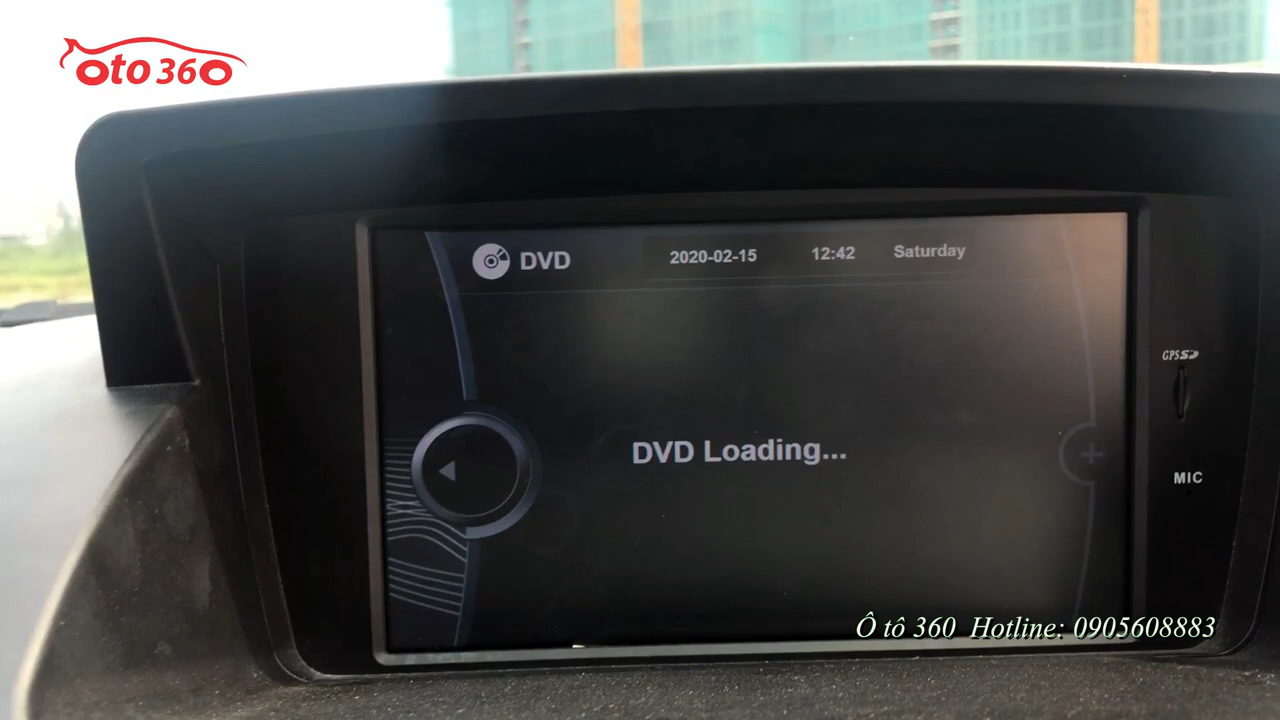 oto 360
DVD 2020-02-15 12:42 Saturday
GPS SD
DVD Loading...
MIC
Ô tô 360 Hotline: 0905608883